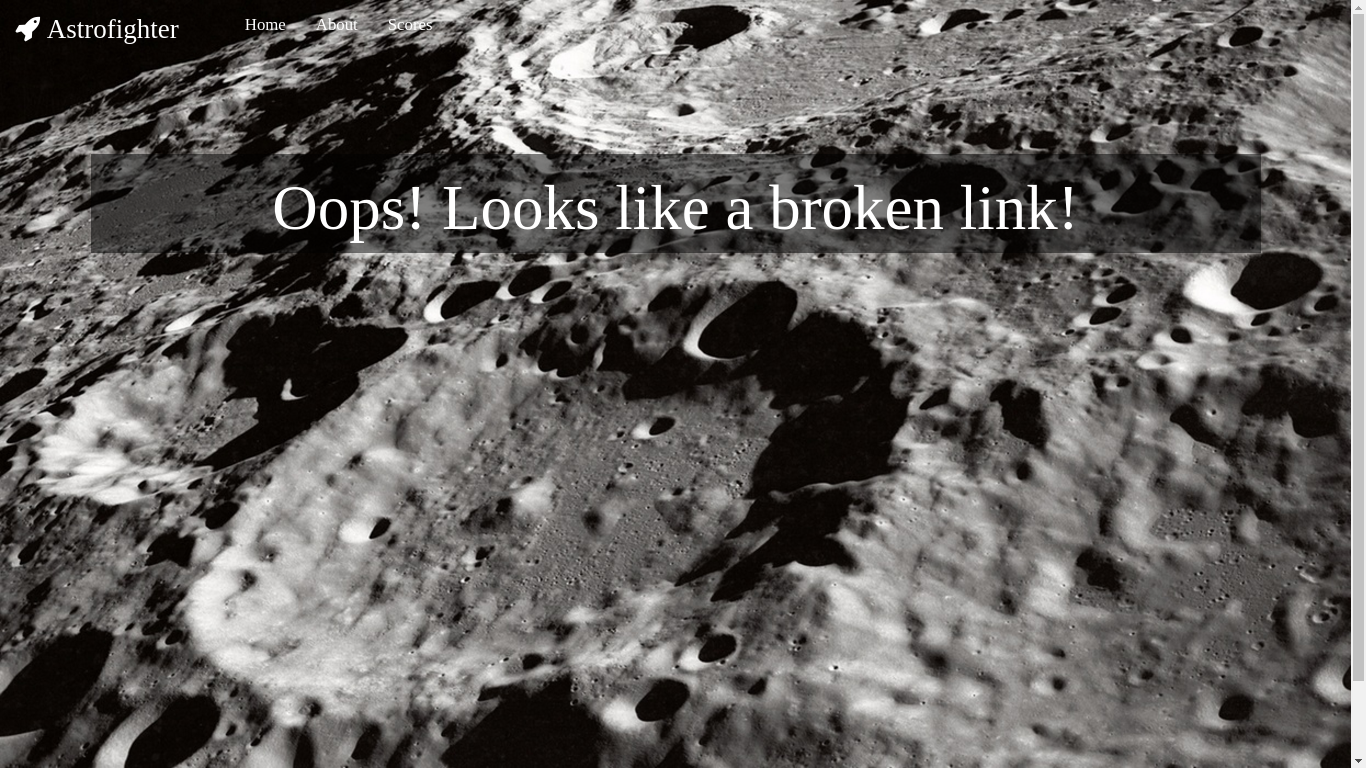 Astrofighter
Home
About
Scores
Oops! Looks like a broken link!